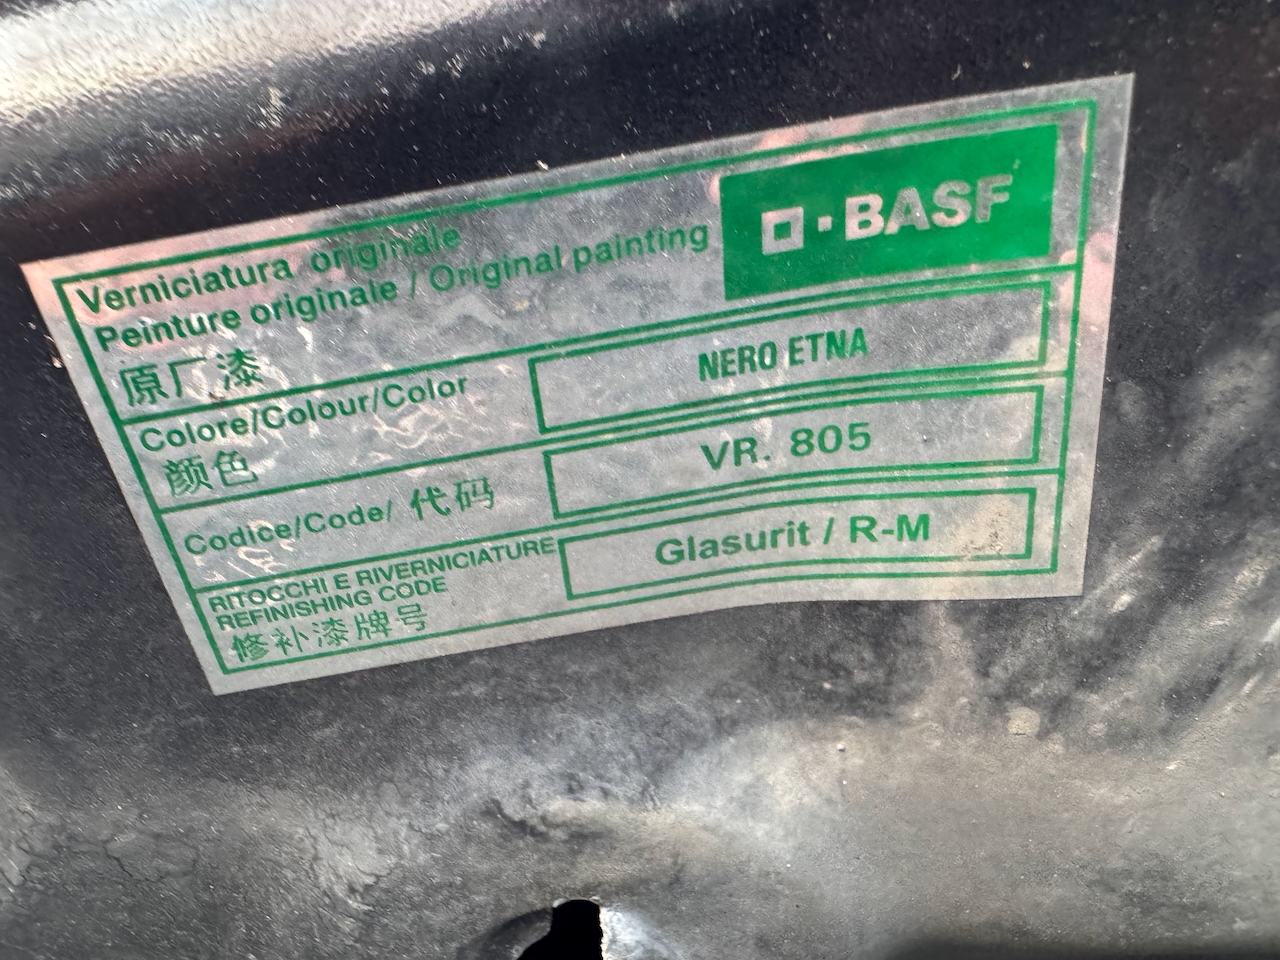 Verniciatura originale
Peinture originale / Original painting
原厂漆
BASF
Colore/Colour/Color
颜色
NERO ETNA
Codice/Code/ 代码
VR. 805
RITOCCHI E RIVERNICIATURE
REFINISHING CODE
修补漆牌号
Glasurit / R-M